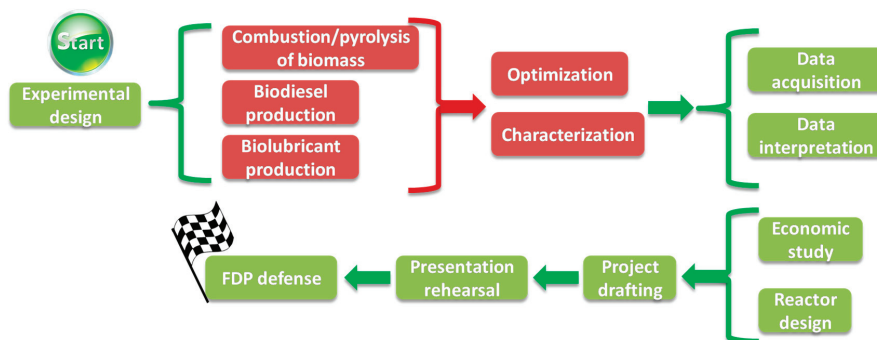 Start
Experimental
design
Combustion/pyrolysis
of biomass
Biodiesel
production
Biolubricant
production
Optimization
Characterization
Data
acquisition
Data
interpretation
Economic
study
Reactor
design
Project
drafting
Presentation
rehearsal
FDP defense